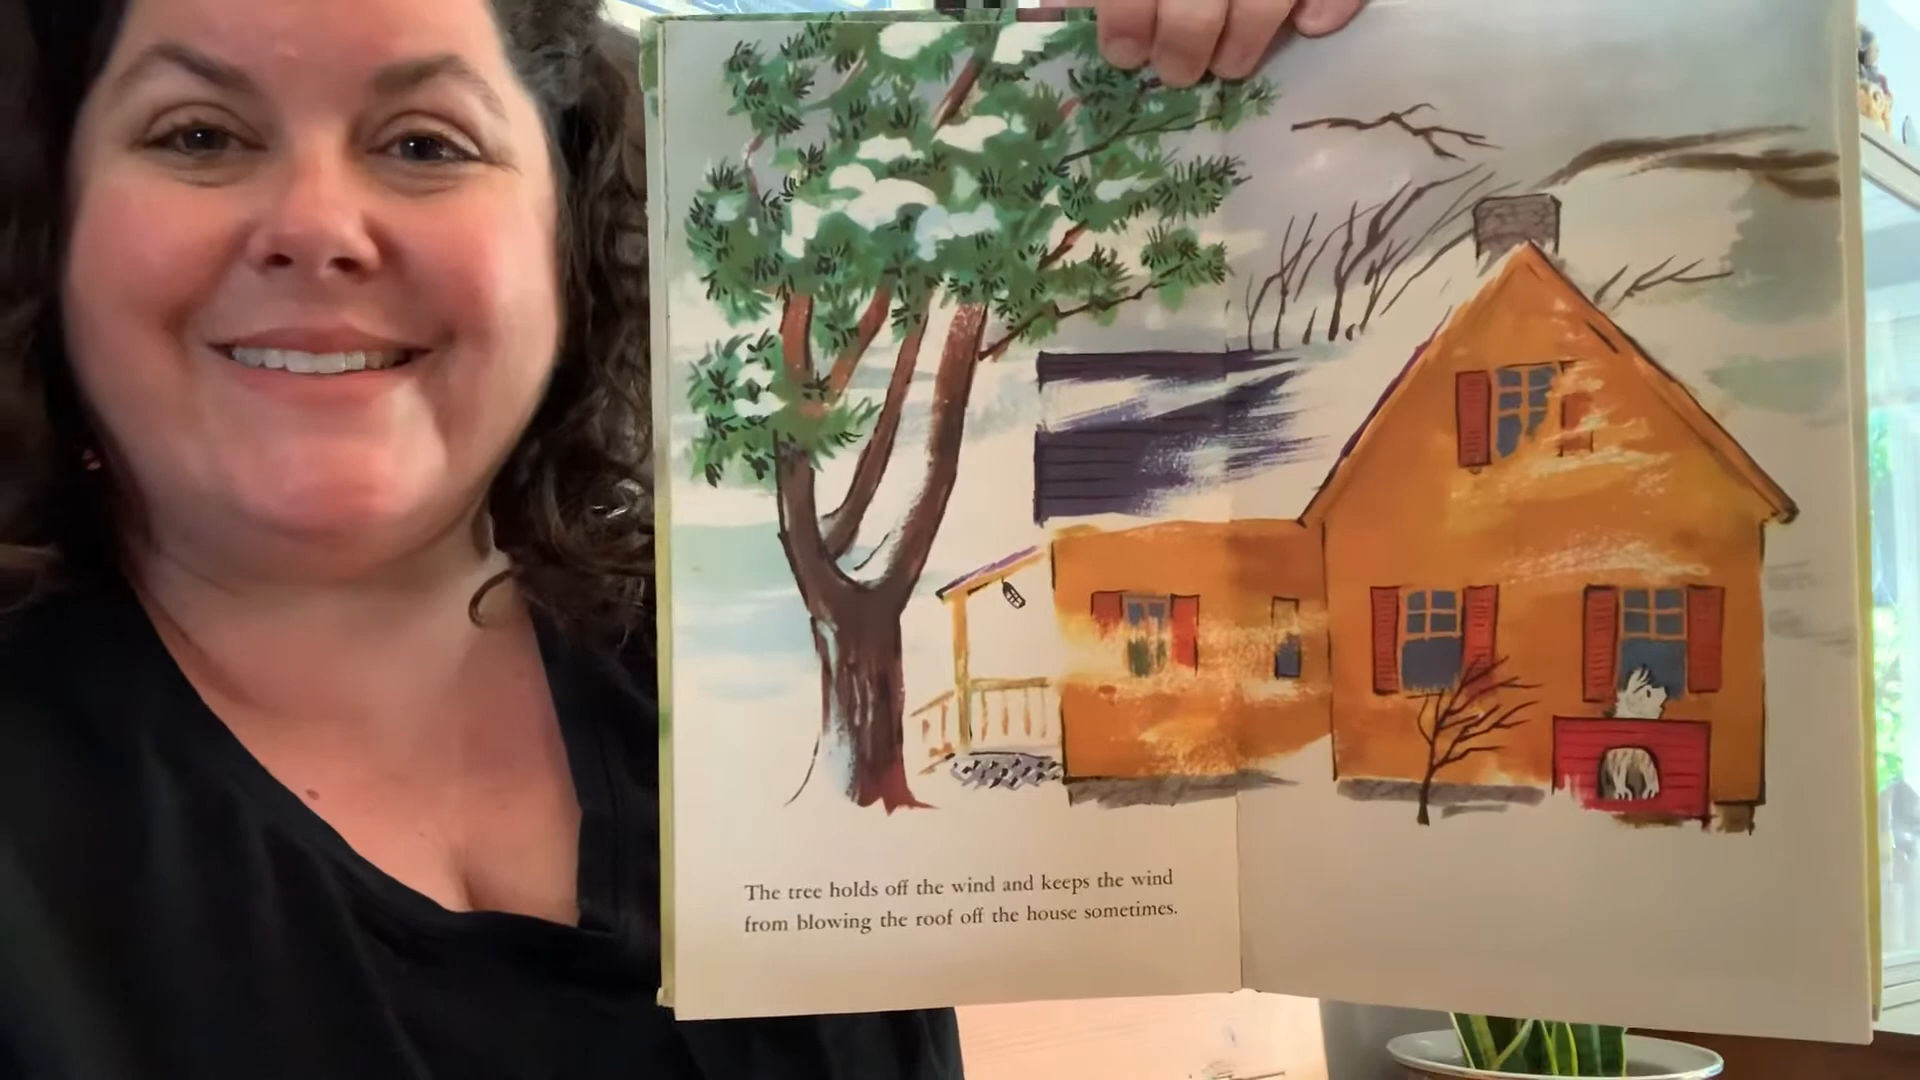 The tree holds off the wind and keeps the wind
from blowing the roof off the house sometimes.